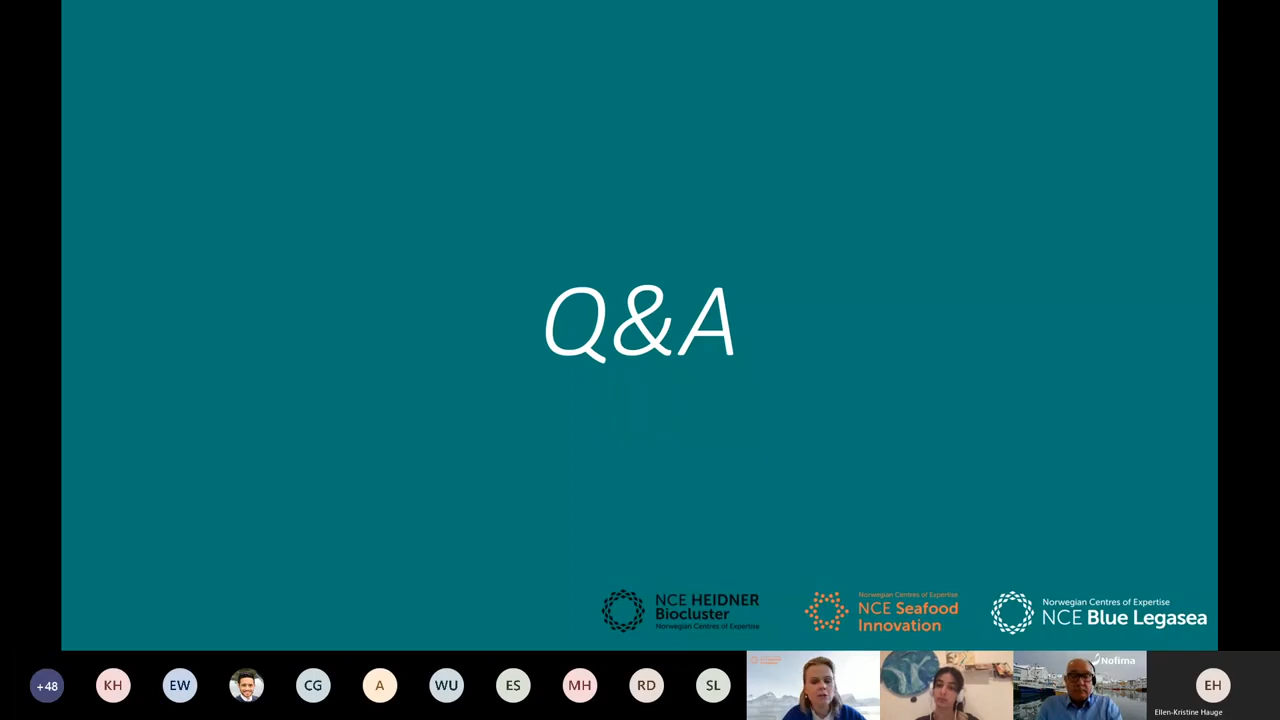 Q&A
NCE HEIDNER
Biocluster
Norwegian Centres of Expertise
Norwegian Centres of Expertise
NCE Seafood
Innovation
Norwegian Centres of Expertise
NCE Blue Legasea
+48
KH
EW
CG
A
WU
ES
MH
RD
SL
Nofima
EH
Ellen-Kristine Hauge